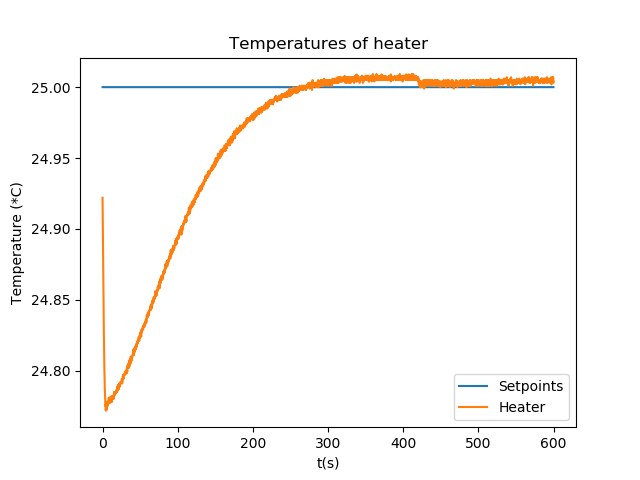 Temperatures of heater
Temperature (*C)
25.00
24.95
24.90
24.85
24.80
0
100
200
300
400
500
600
t(s)
Setpoints
Heater